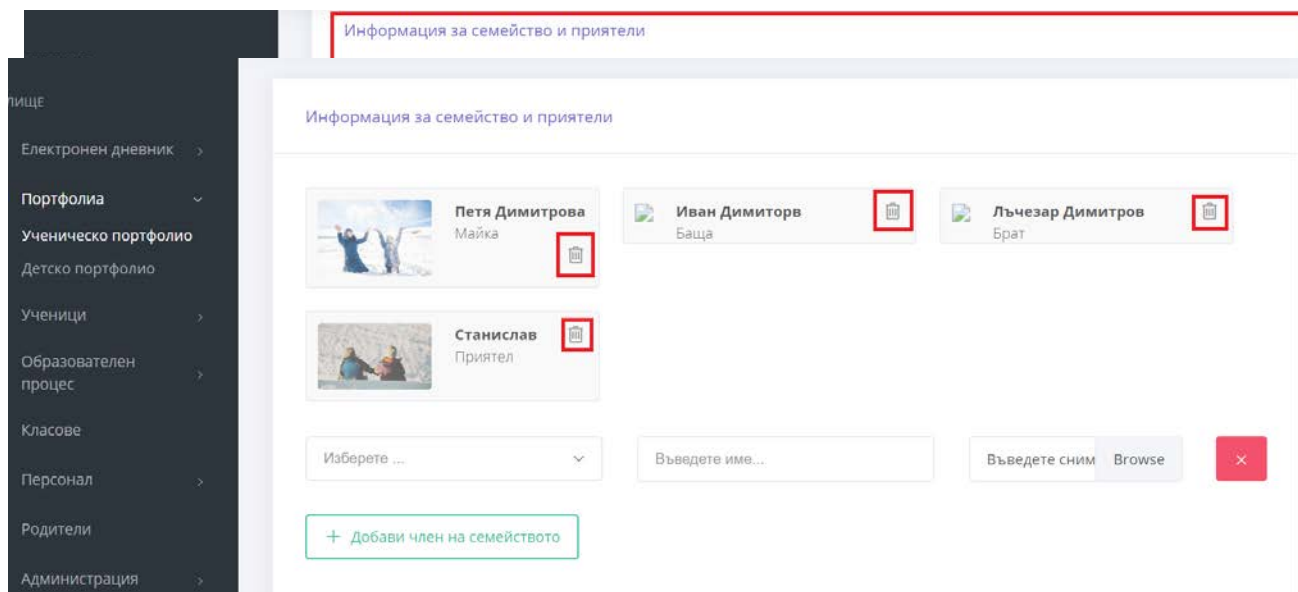 Информация за семейство и приятели
Информация за семейство и приятели
Електронен дневник
Портфолиа
Ученическо портфолио
Детско портфолио
Ученици
Образователен
процес
Класове
Персонал
Родители
Администрация
Петя Димитрова
Майка
Иван Димиторв
Баща
Лъчезар Димитров
Брат
Станислав
Приятел
Изберете ...
Въведете име...
Въведете сним
Browse
+ Добави член на семейството